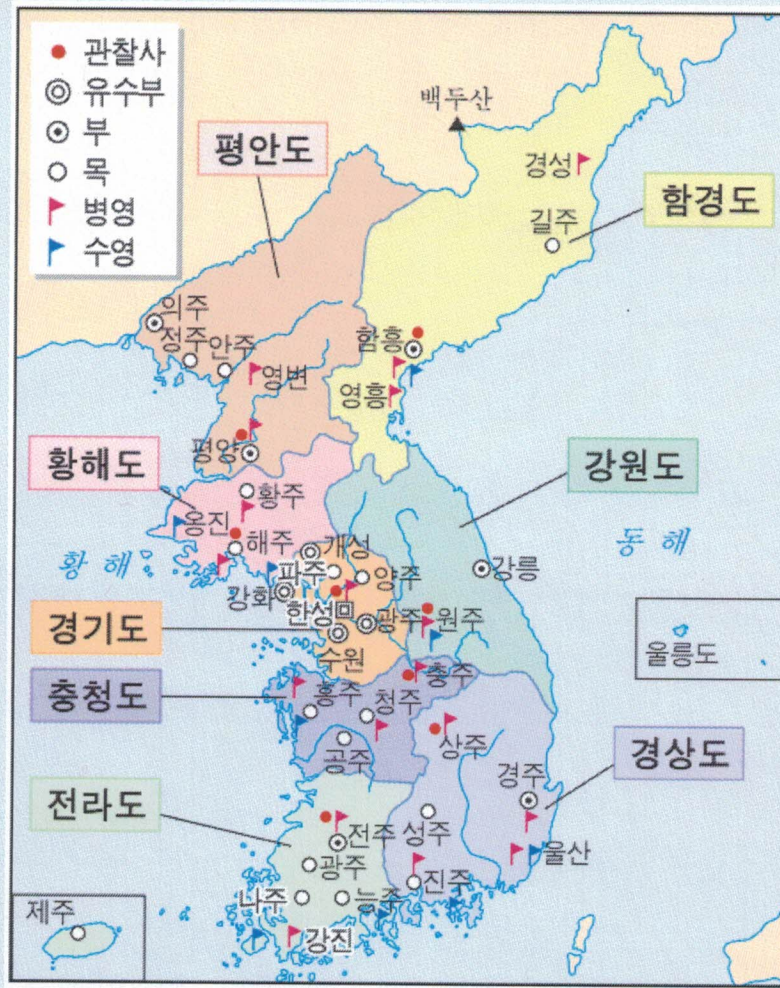 관찰사
유수부
부
목
병영
수영
백두산
평안도
경성
함경도
길주
의주
정주
안주
함흥
영변
영흥
평양
황해도
강원도
황주
옹진
해주
개성
동해
황해
파주
양주
강릉
강화
한성
광주
원주
경기도
수원
울릉도
충주
충청도
홍주
청주
상주
공주
경상도
경주
전라도
전주
성주
울산
광주
진주
나주
능주
제주
강진